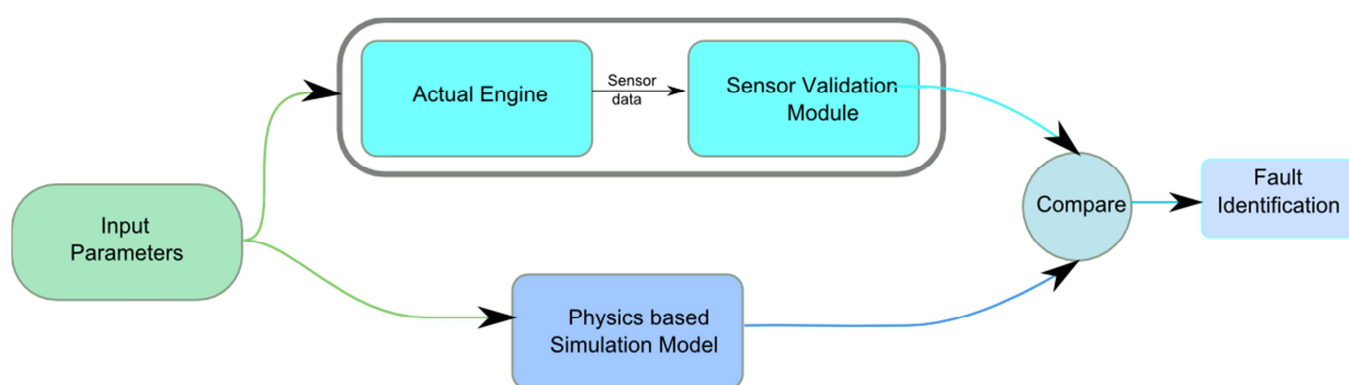 Actual Engine
Sensor
data
Sensor Validation
Module
Input
Parameters
Compare
Fault
Identification
Physics based
Simulation Model